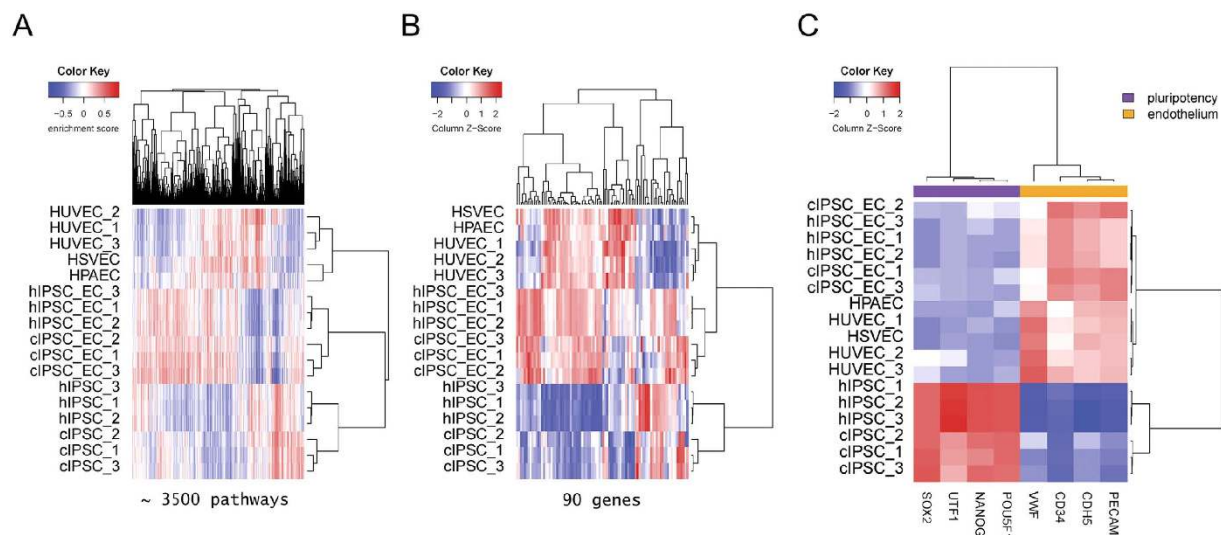 A
Color Key
−0.5 0 0.5
enrichment score
HUVEC_2
HUVEC_1
HUVEC_3
HSVEC
HPAEC
hIPSC_EC_3
hIPSC_EC_1
hIPSC_EC_2
cIPSC_EC_2
cIPSC_EC_1
cIPSC_EC_3
hIPSC_3
hIPSC_1
hIPSC_2
cIPSC_2
cIPSC_1
cIPSC_3
~ 3500 pathways
B
Color Key
−2 −1 0 1 2
Column Z-Score
HSVEC
HPAEC
HUVEC_1
HUVEC_2
HUVEC_3
hIPSC_EC_3
hIPSC_EC_1
hIPSC_EC_2
cIPSC_EC_3
cIPSC_EC_1
cIPSC_EC_2
hIPSC_3
hIPSC_1
hIPSC_2
cIPSC_2
cIPSC_1
cIPSC_3
90 genes
C
Color Key
−2 −1 0 1 2
Column Z-Score
pluripotency
endothelium
cIPSC_EC_2
hIPSC_EC_3
hIPSC_EC_1
hIPSC_EC_2
cIPSC_EC_1
cIPSC_EC_3
HPAEC
HUVEC_1
HSVEC
HUVEC_2
HUVEC_3
hIPSC_1
hIPSC_2
hIPSC_3
cIPSC_2
cIPSC_1
cIPSC_3
SOX2
UTF1
NANOG
POU5F
VWF
CD34
CDH5
PECAM